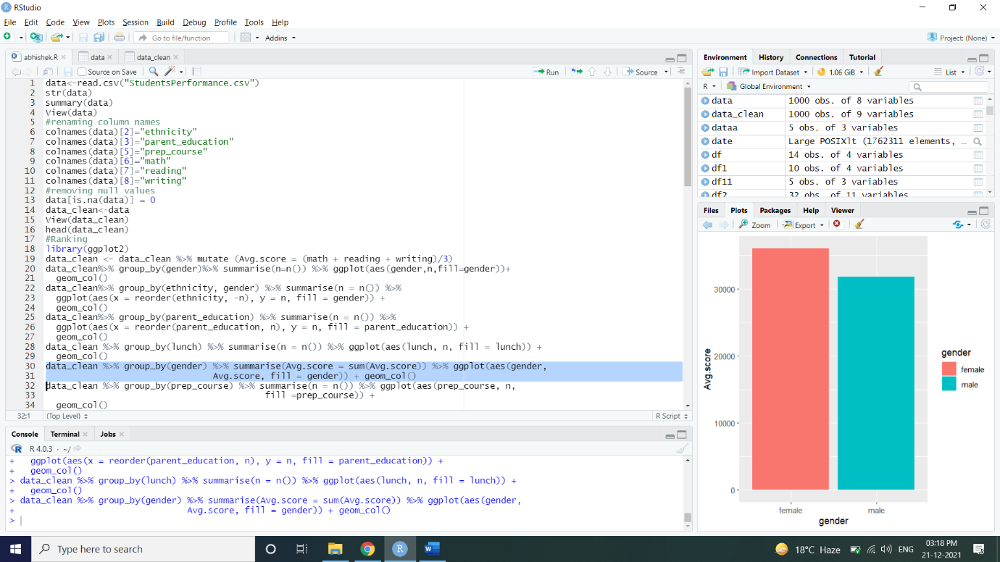 RStudio
File Edit Code View Plots Session Build Debug Profile Tools Help
Go to file/function Addins Project: (None)
abhishek.R data data_clean
Source on Save Run Source
1 data<-read.csv("StudentsPerformance.csv")
2 str(data)
3 summary(data)
4 View(data)
5 #renaming column names
6 colnames(data)[2]="ethnicity"
7 colnames(data)[3]="parent_education"
8 colnames(data)[5]="prep_course"
9 colnames(data)[6]="math"
10 colnames(data)[7]="reading"
11 colnames(data)[8]="writing"
12 #removing null values
13 data[is.na(data)] = 0
14 data_clean<-data
15 View(data_clean)
16 head(data_clean)
17 #Ranking
18 library(ggplot2)
19 data_clean <- data_clean %>% mutate (Avg.score = (math + reading + writing)/3)
20 data_clean%>% group_by(gender)%>% summarise(n=n()) %>% ggplot(aes(gender,n,fill=gender))+
21 geom_col()
22 data_clean%>% group_by(ethnicity, gender) %>% summarise(n = n()) %>%
23 ggplot(aes(x = reorder(ethnicity, -n), y = n, fill = gender)) +
24 geom_col()
25 data_clean%>% group_by(parent_education) %>% summarise(n = n()) %>%
26 ggplot(aes(x = reorder(parent_education, n), y = n, fill = parent_education)) +
27 geom_col()
28 data_clean %>% group_by(lunch) %>% summarise(n = n()) %>% ggplot(aes(lunch, n, fill = lunch)) +
29 geom_col()
30 data_clean %>% group_by(gender) %>% summarise(Avg.score = sum(Avg.score)) %>% ggplot(aes(gender,
31 Avg.score, fill = gender)) + geom_col()
32 data_clean %>% group_by(prep_course) %>% summarise(n = n()) %>% ggplot(aes(prep_course, n,
33 fill =prep_course)) +
34 geom_col()
32:1 (Top Level) R Script
Console Terminal Jobs
R 4.0.3 · ~/
+ ggplot(aes(x = reorder(parent_education, n), y = n, fill = parent_education)) +
+ geom_col()
> data_clean %>% group_by(lunch) %>% summarise(n = n()) %>% ggplot(aes(lunch, n, fill = lunch)) +
+ geom_col()
> data_clean %>% group_by(gender) %>% summarise(Avg.score = sum(Avg.score)) %>% ggplot(aes(gender,
+ Avg.score, fill = gender)) + geom_col()
>
Environment History Connections Tutorial
Import Dataset 1.06 GiB List
R Global Environment
data 1000 obs. of 8 variables
data_clean 1000 obs. of 9 variables
dataa 5 obs. of 3 variables
date Large POSIXlt (1762311 elements, …
df 14 obs. of 4 variables
df1 10 obs. of 4 variables
df11 5 obs. of 3 variables
df2 32 obs. of 11 variables
Files Plots Packages Help Viewer
Zoom Export
30000
20000
10000
0
Avg.score
female male
gender
gender
female
male
Type here to search
W
18°C Haze ENG
03:18 PM
21-12-2021